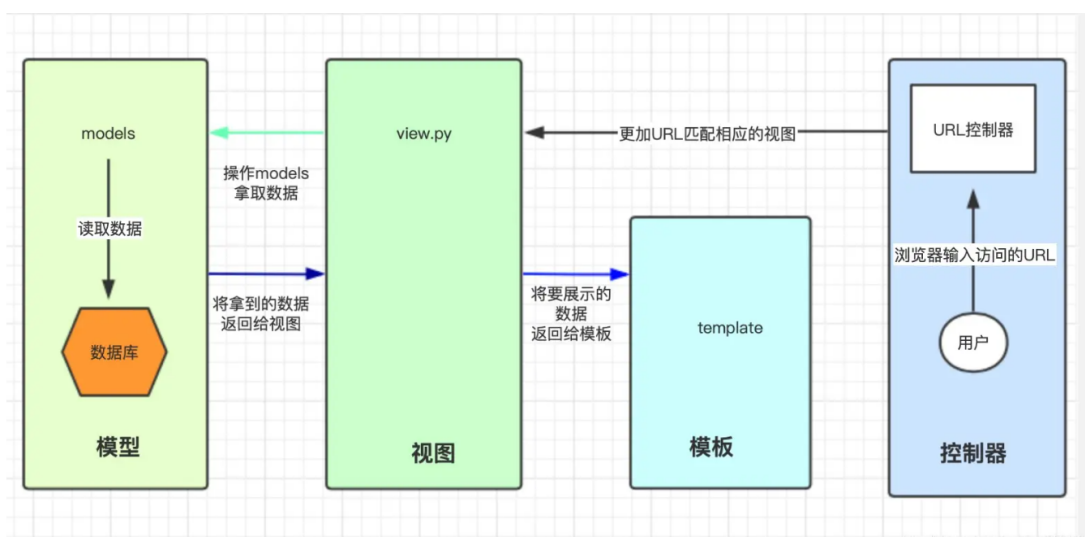 models
view.py
更加URL匹配相应的视图
URL控制器
操作models
拿取数据
读取数据
浏览器输入访问的URL
将拿到的数据
返回给视图
将要展示的
数据
返回给模板
template
用户
数据库
模型
视图
模板
控制器